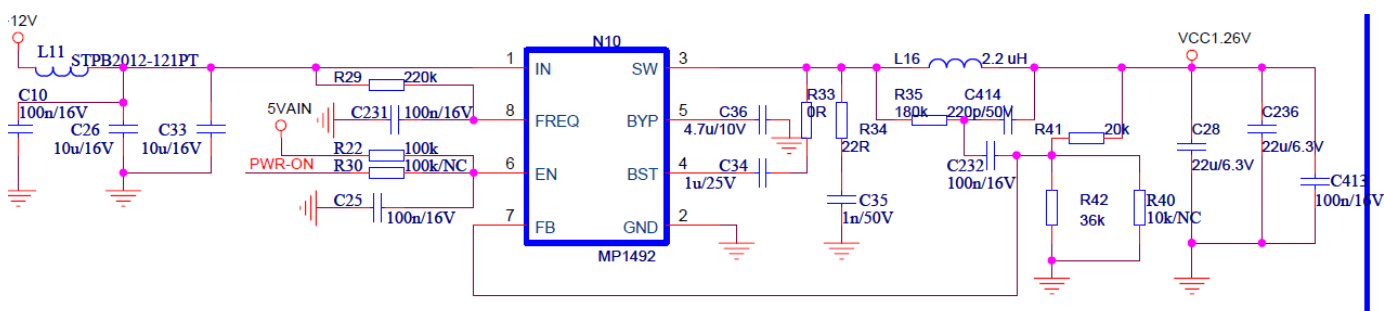 -12V
L11
STPB2012-121PT
C10
100n/16V
C26
10u/16V
C33
10u/16V
R29
220k
5VAIN
C231
100n/16V
R22
100k
PWR-ON
R30
100k/NC
C25
100n/16V
N10
1
IN
8
FREQ
6
EN
7
FB
SW
3
BYP
5
BST
4
GND
2
MP1492
C36
4.7u/10V
C34
1u/25V
R33
0R
R34
22R
C35
1n/50V
L16
2.2 uH
R35
180k
C414
220p/50V
C232
100n/16V
R41
20k
R42
36k
R40
10k/NC
VCC1.26V
C28
22u/6.3V
C236
22u/6.3V
C413
100n/16V